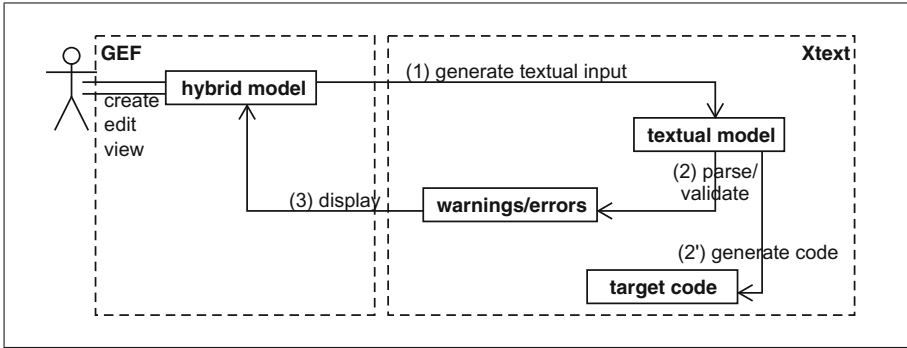 GEF
Xtext
hybrid model
(1) generate textual input
create
edit
view
textual model
(2) parse/
validate
(3) display
warnings/errors
(2') generate code
target code